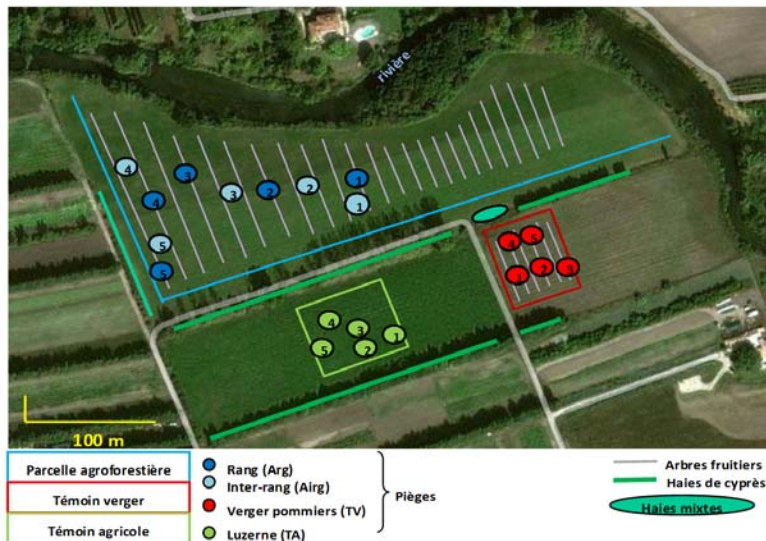 rivière
4
3
3
2
2
1
4
1
5
5
4
5
1
2
3
4
3
1
5
2
100 m
Parcelle agroforestière
Témoin verger
Témoin agricole
Rang (Arg)
Inter-rang (Airg)
Verger pommiers (TV)
Luzerne (TA)
Pièges
Arbres fruitiers
Haies de cyprès
Haies mixtes